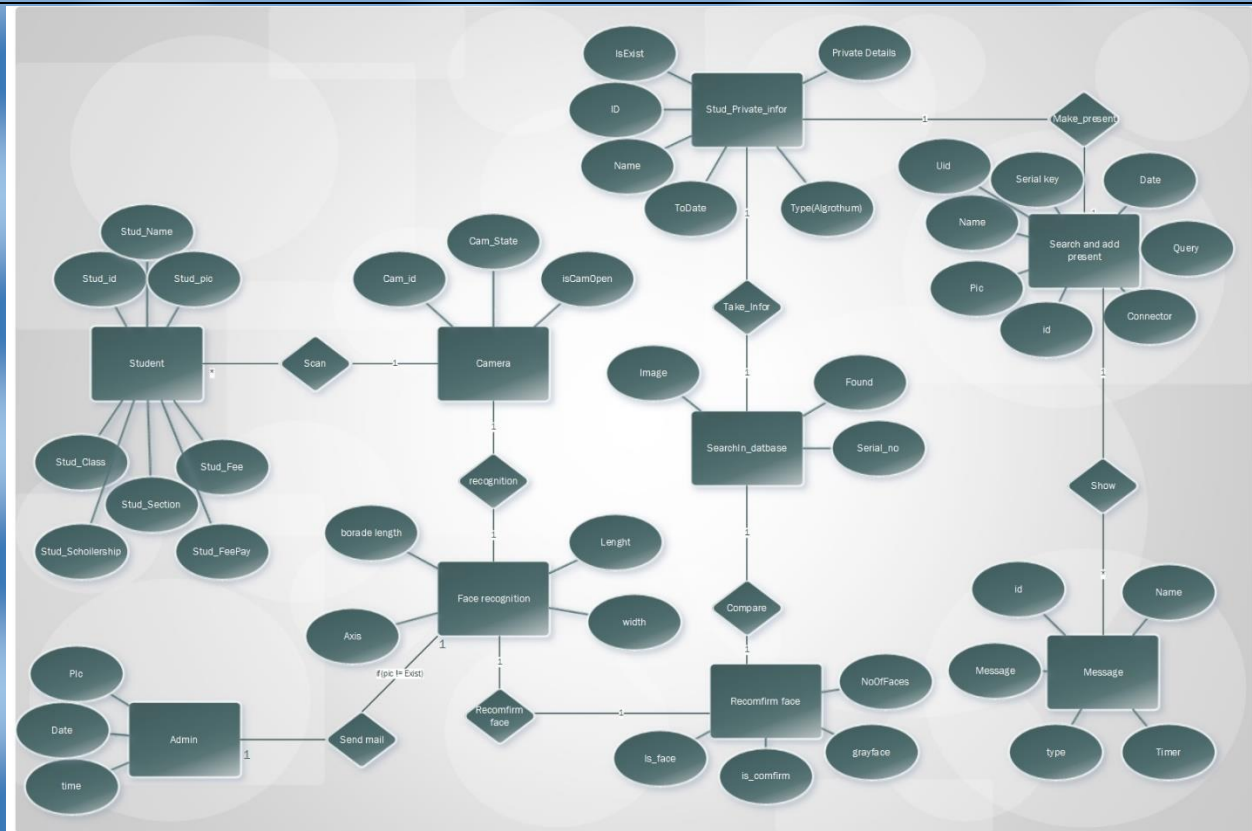 IsExist
Private Details
ID
Stud_Private_infor
Name
ToDate
Type(Algrothum)
1
Make_present
Uid
Serial key
Date
Name
Search and add
present
Query
Pic
id
Connector
*
1
Take_Infor
1
Stud_Name
Stud_id
Stud_pic
Student
*
Scan
1
Cam_State
Cam_id
isCamOpen
Camera
Stud_Class
Stud_Fee
Stud_Section
Stud_Schollership
Stud_FeePay
1
recognition
1
Image
Found
SearchIn_datbase
Serial_no
1
Show
*
1
Compare
1
borade length
Lenght
Face recognition
Axis
width
1
if(pic != Exist)
1
Recomfirm
face
1
Pic
Date
Admin
time
1
Send mail
NoOfFaces
Recomfirm face
Is_face
is_comfirm
grayface
id
Name
Message
Message
type
Timer